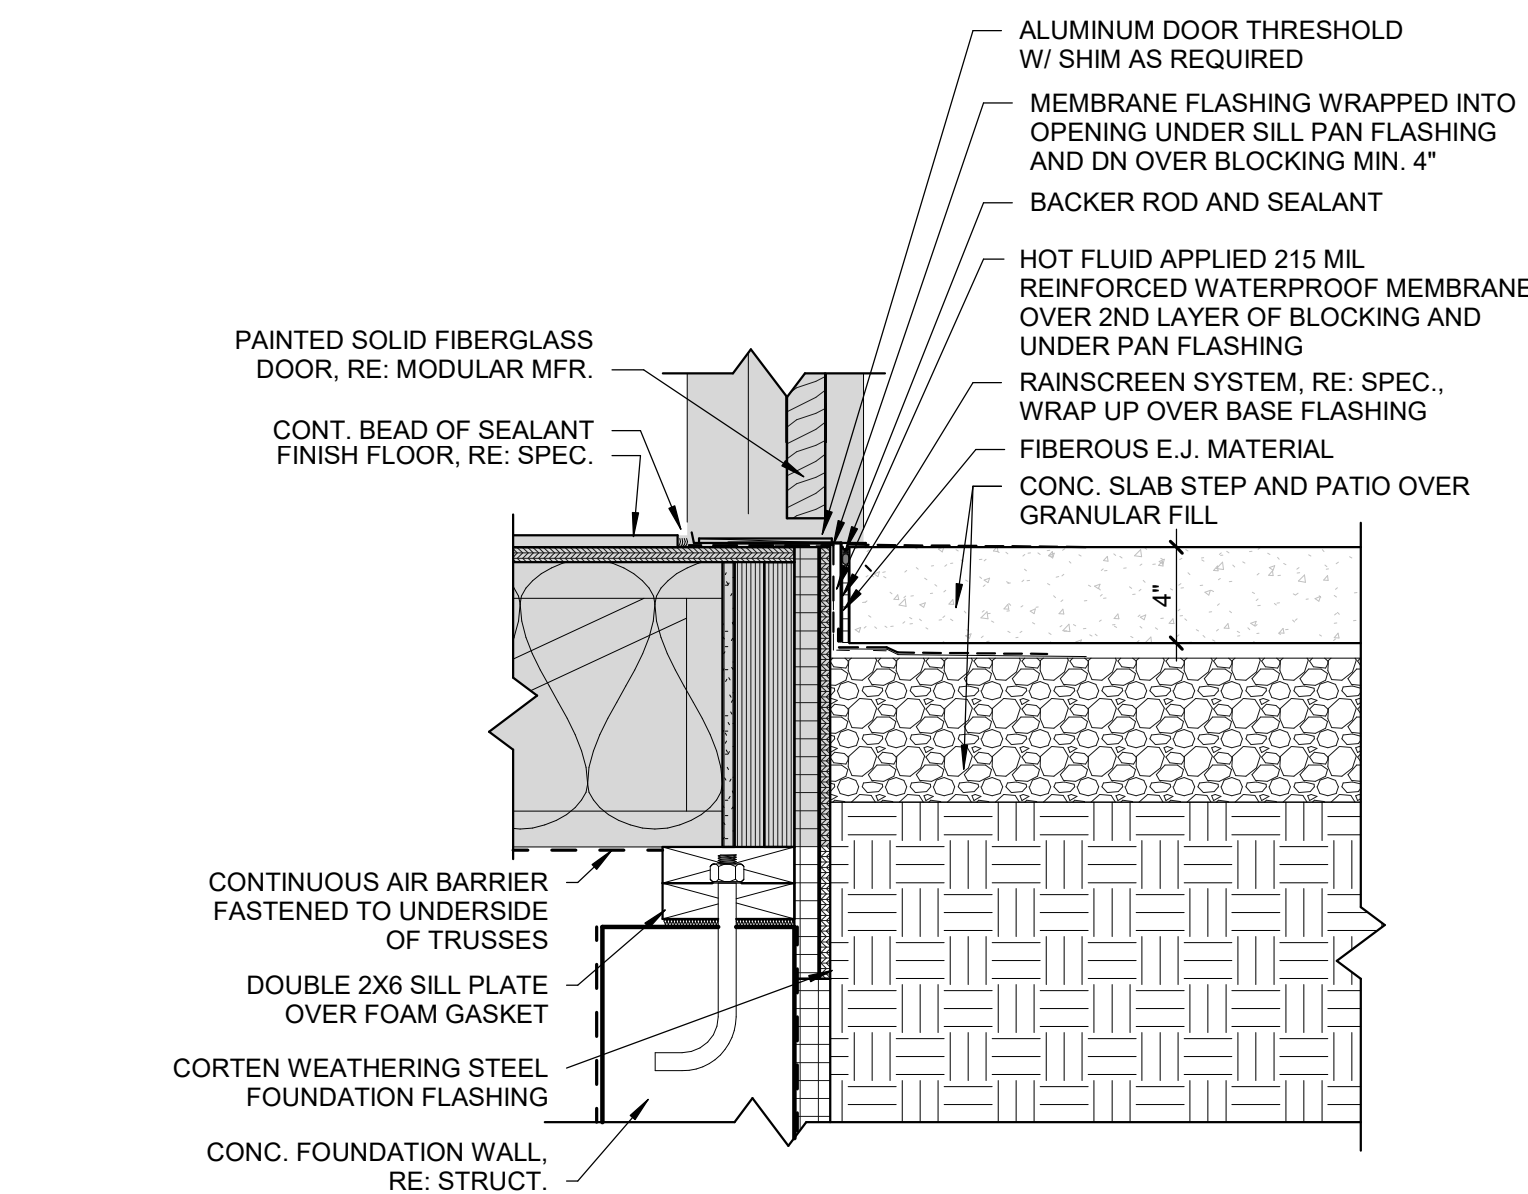 ALUMINUM DOOR THRESHOLD
W/ SHIM AS REQUIRED
MEMBRANE FLASHING WRAPPED INTO
OPENING UNDER SILL PAN FLASHING
AND DN OVER BLOCKING MIN. 4"
BACKER ROD AND SEALANT
HOT FLUID APPLIED 215 MIL
REINFORCED WATERPROOF MEMBRANE
OVER 2ND LAYER OF BLOCKING AND
UNDER PAN FLASHING
RAINSCREEN SYSTEM, RE: SPEC.,
WRAP UP OVER BASE FLASHING
FIBEROUS E.J. MATERIAL
CONC. SLAB STEP AND PATIO OVER
GRANULAR FILL
4"
PAINTED SOLID FIBERGLASS
DOOR, RE: MODULAR MFR.
CONT. BEAD OF SEALANT
FINISH FLOOR, RE: SPEC.
CONTINUOUS AIR BARRIER
FASTENED TO UNDERSIDE
OF TRUSSES
DOUBLE 2X6 SILL PLATE
OVER FOAM GASKET
CORTEN WEATHERING STEEL
FOUNDATION FLASHING
CONC. FOUNDATION WALL,
RE: STRUCT.